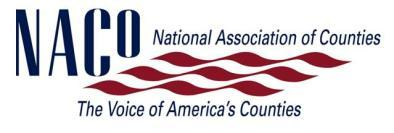 NACo
National Association of Counties
The Voice of America's Counties